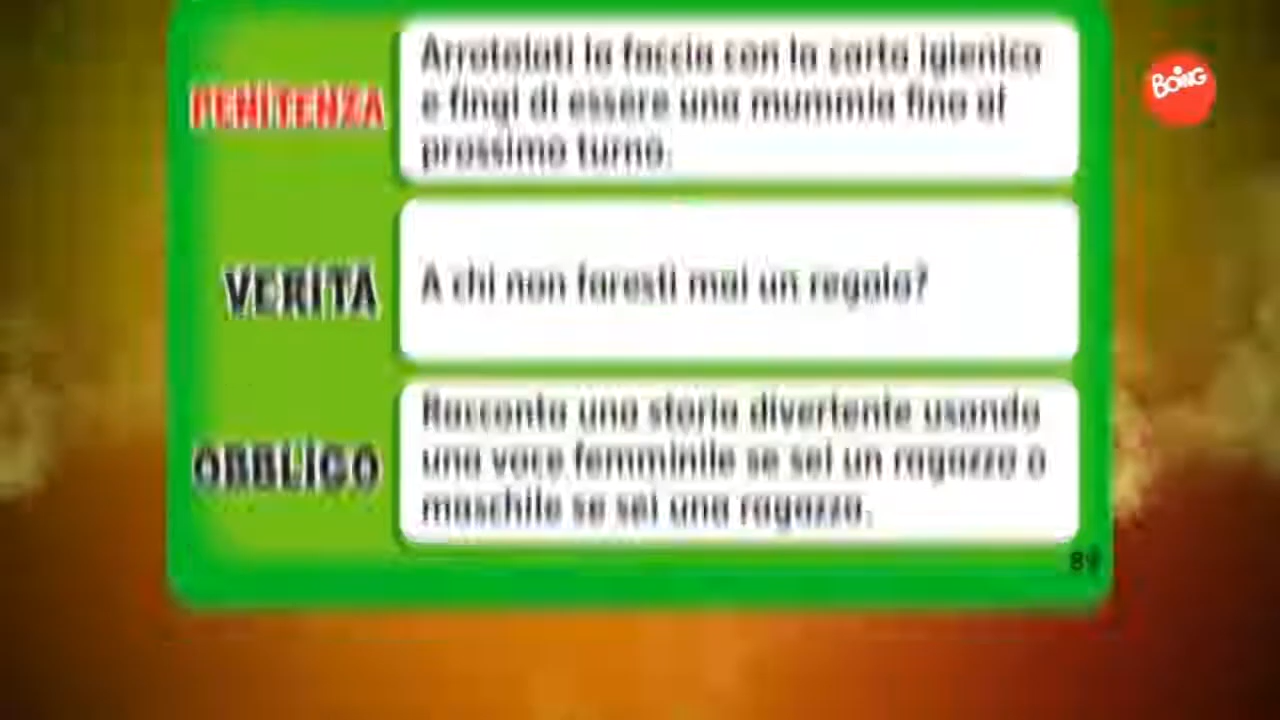 PENITENZA
Arrotolati la faccia con la carta igienica
e fingi di essere una mummia fino al
prossimo turno.
VERITÀ
A chi non faresti mai un regalo?
OBBLIGO
Racconta una storia divertente usando
una voce femminile se sei un ragazzo o
maschile se sei una ragazza.
BOiNG